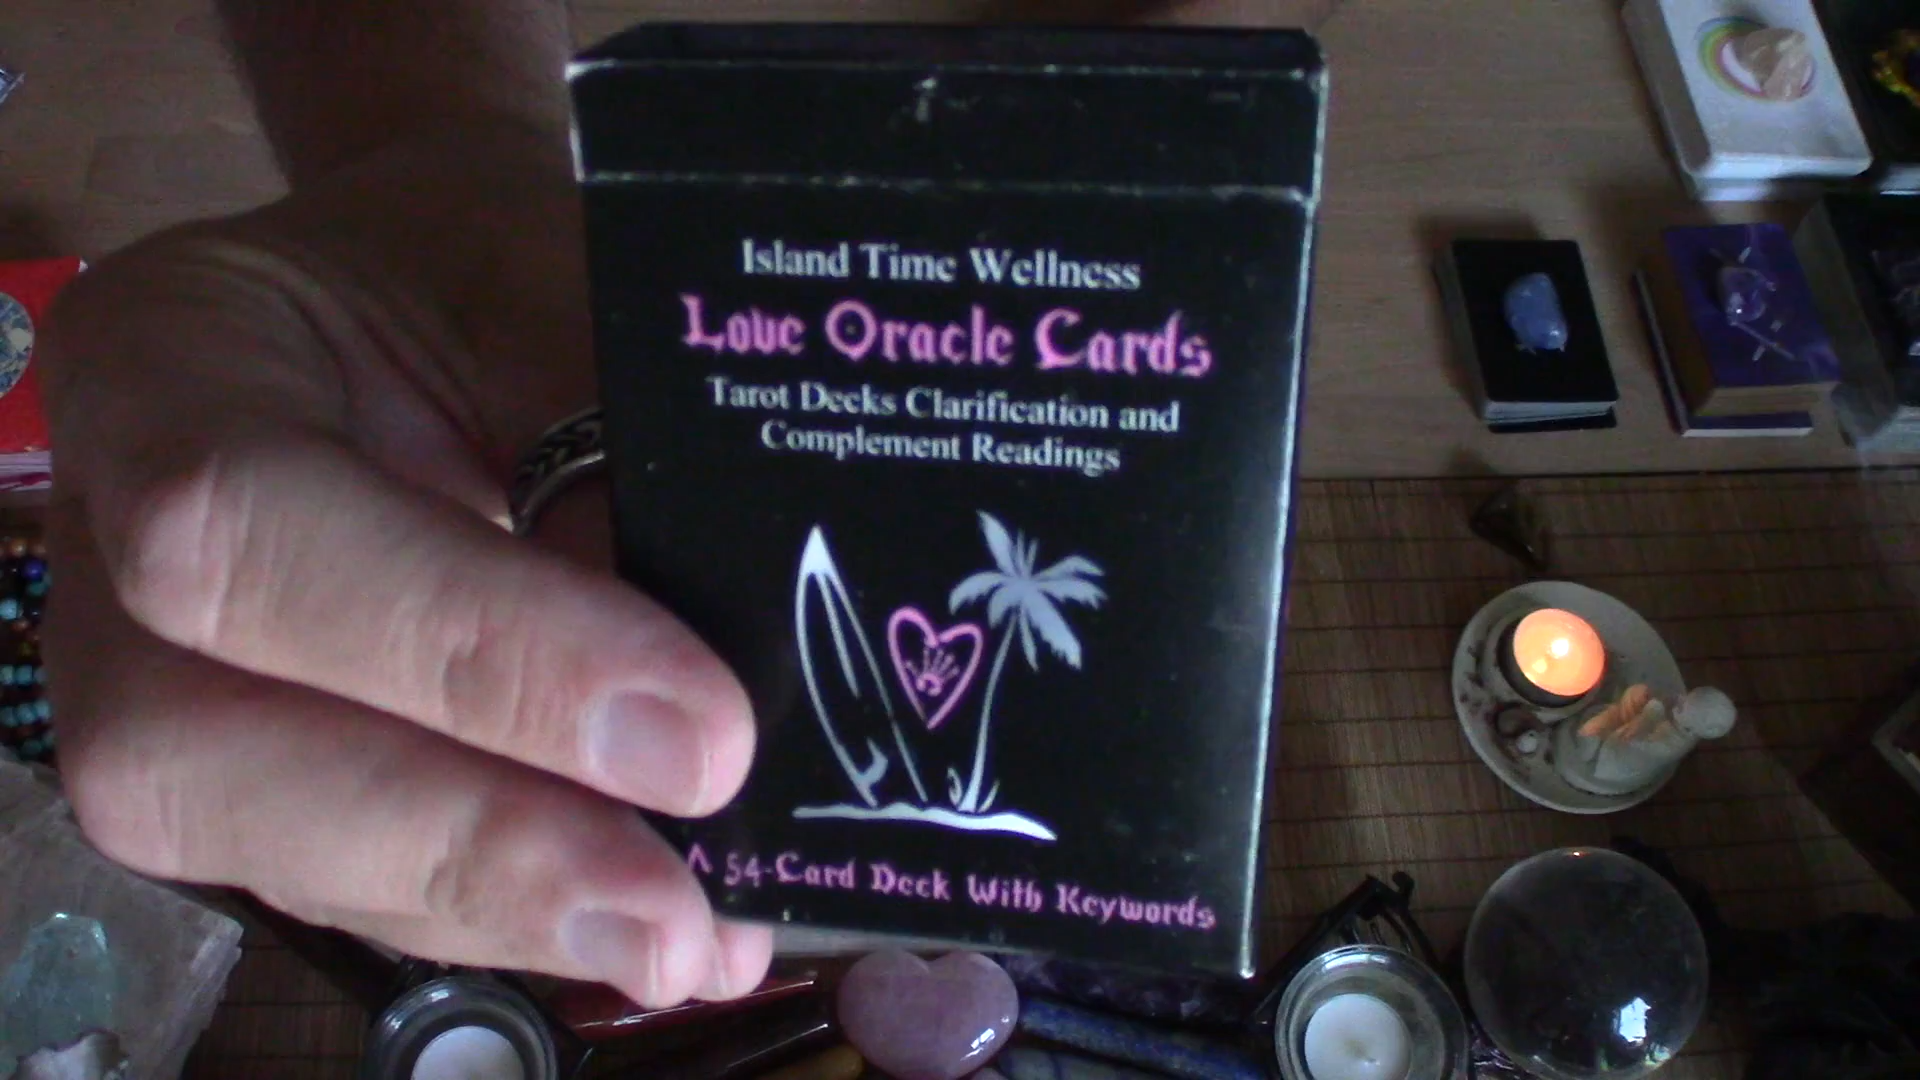 Island Time Wellness
Love Oracle Cards
Tarot Decks Clarification and
Complement Readings
A 54-Card Deck With Keywords